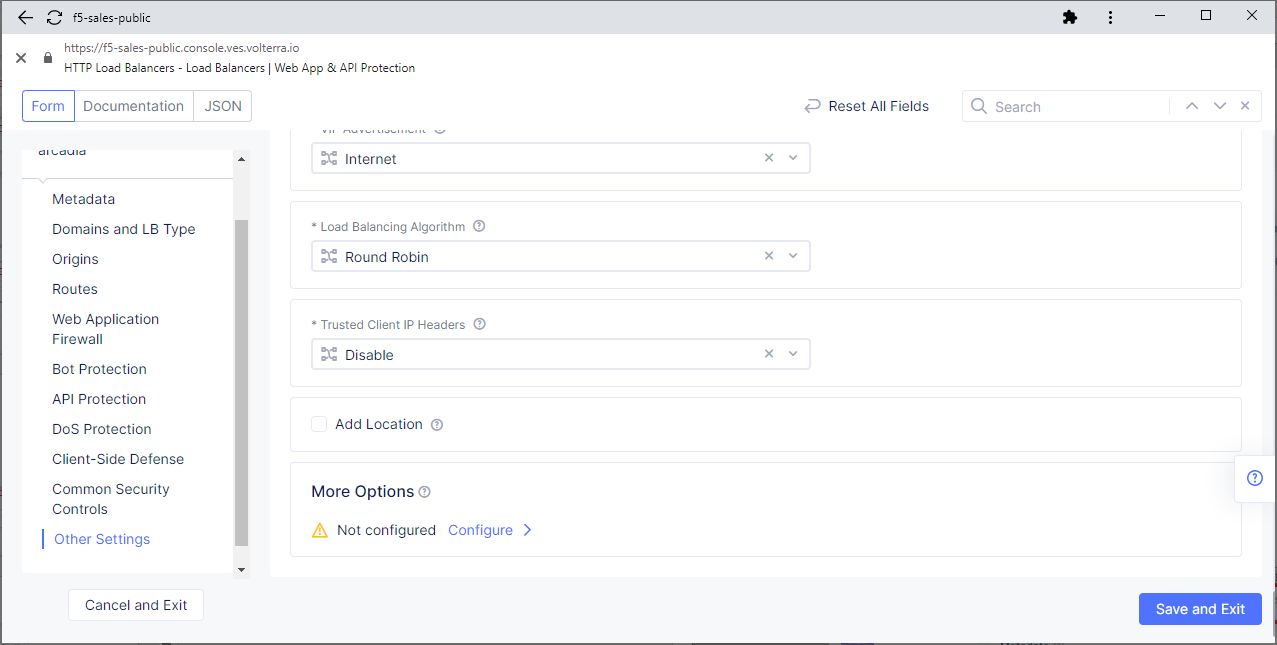 f5-sales-public
https://f5-sales-public.console.ves.volterra.io
HTTP Load Balancers - Load Balancers | Web App & API Protection
Form
Documentation
JSON
Reset All Fields
Search
arcadia
Metadata
Domains and LB Type
Origins
Routes
Web Application
Firewall
Bot Protection
API Protection
DoS Protection
Client-Side Defense
Common Security
Controls
Other Settings
Cancel and Exit
VIP Advertisement
Internet
* Load Balancing Algorithm
Round Robin
* Trusted Client IP Headers
Disable
Add Location
More Options
Not configured Configure
Save and Exit